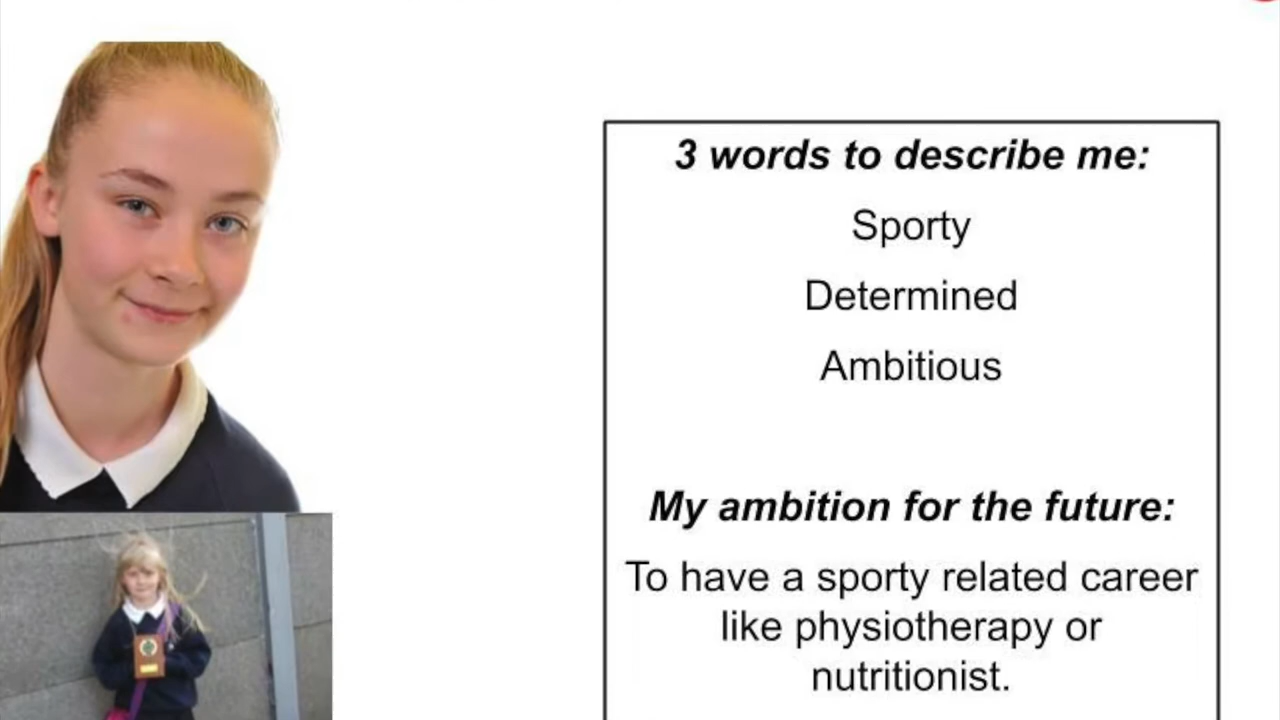 3 words to describe me:
Sporty
Determined
Ambitious
My ambition for the future:
To have a sporty related career
like physiotherapy or
nutritionist.